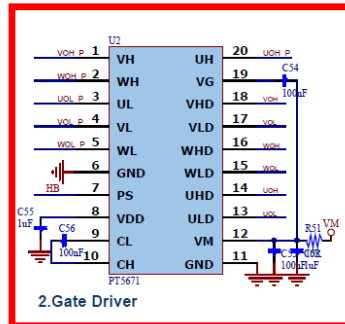 U2
VOH_P 1 VH UH 20 UOH_P
WOH_P 2 WH VG 19 C54
100nF
UOL_P 3 UL VHD 18 VOH
VOL_P 4 VL VLD 17 VOL
WOL_P 5 WL WHD 16 WOH
6 GND WLD 15 WOL
HB 7 PS UHD 14 UOH
C55 8 VDD ULD 13 UOL
1uF
C56 9 CL VM 12 R51 VM
100nF 10 CH GND 11
100nF 1uF
PT5671
2.Gate Driver